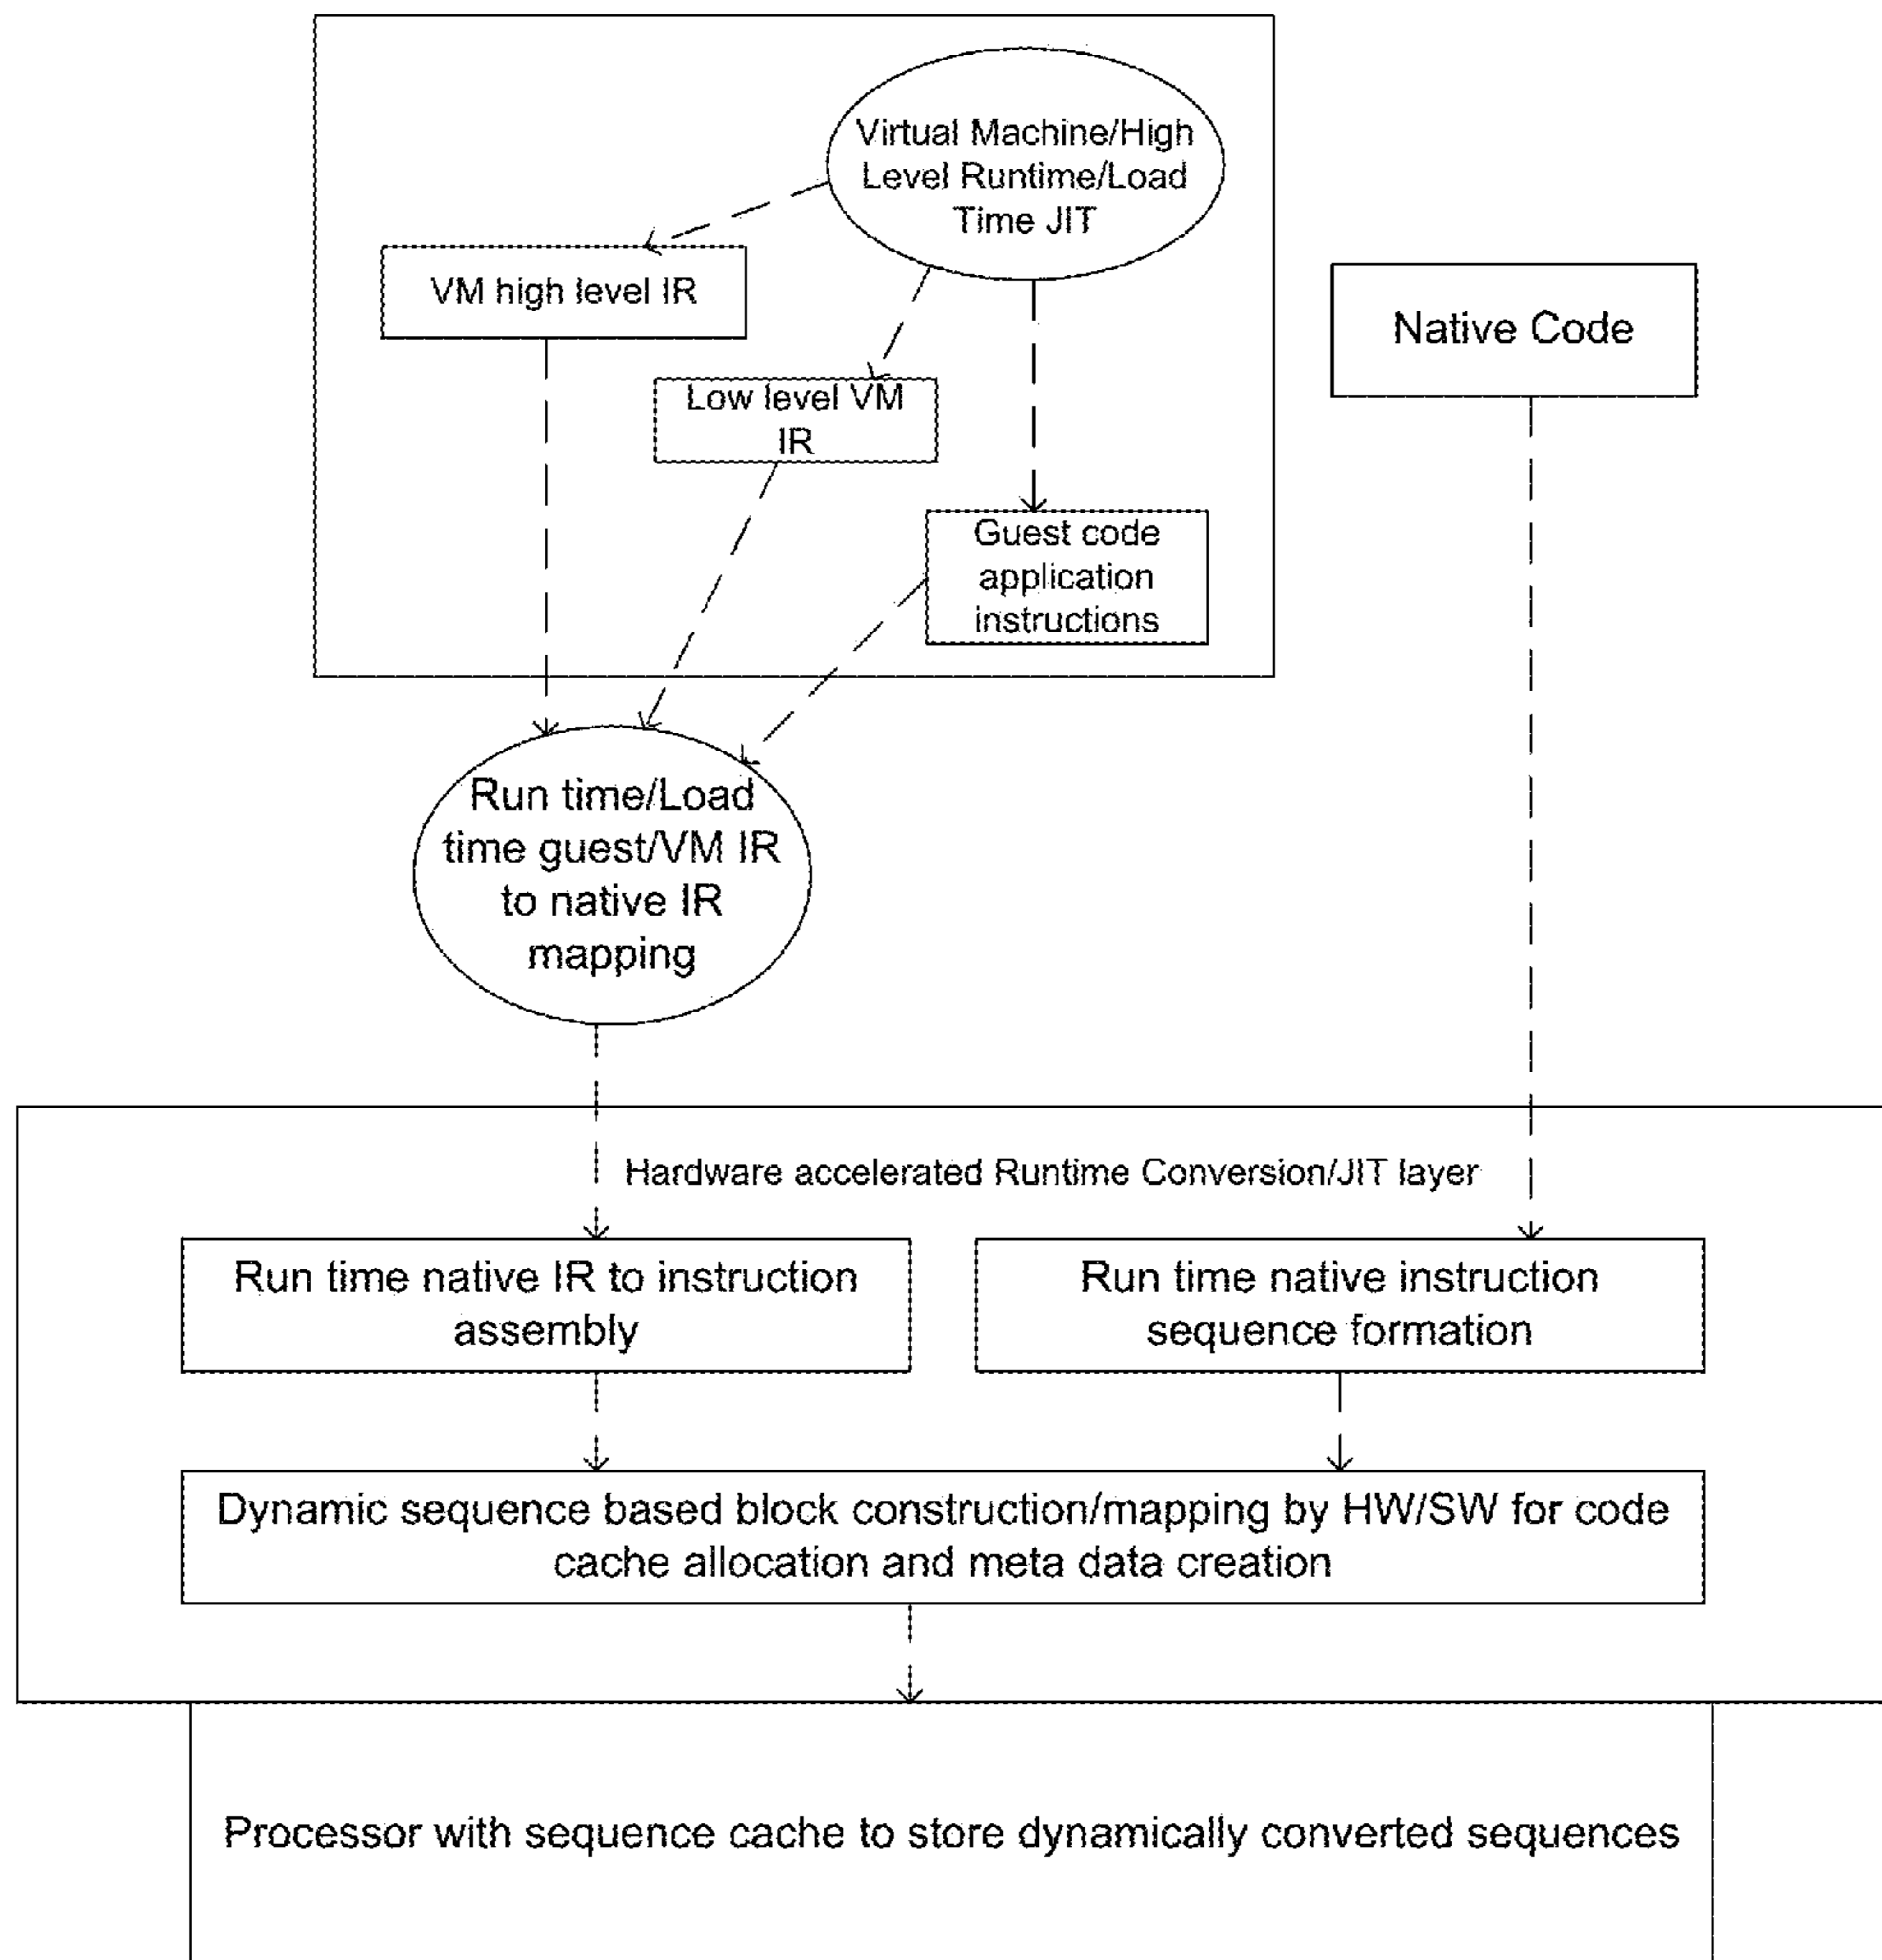 Virtual Machine/High
Level Runtime/Load
Time JIT
VM high level IR
Native Code
Low level VM
IR
Guest code
application
instructions
Run time/Load
time guest/VM IR
to native IR
mapping
Hardware accelerated Runtime Conversion/JIT layer
Run time native IR to instruction
assembly
Run time native instruction
sequence formation
Dynamic sequence based block construction/mapping by HW/SW for code
cache allocation and meta data creation
Processor with sequence cache to store dynamically converted sequences